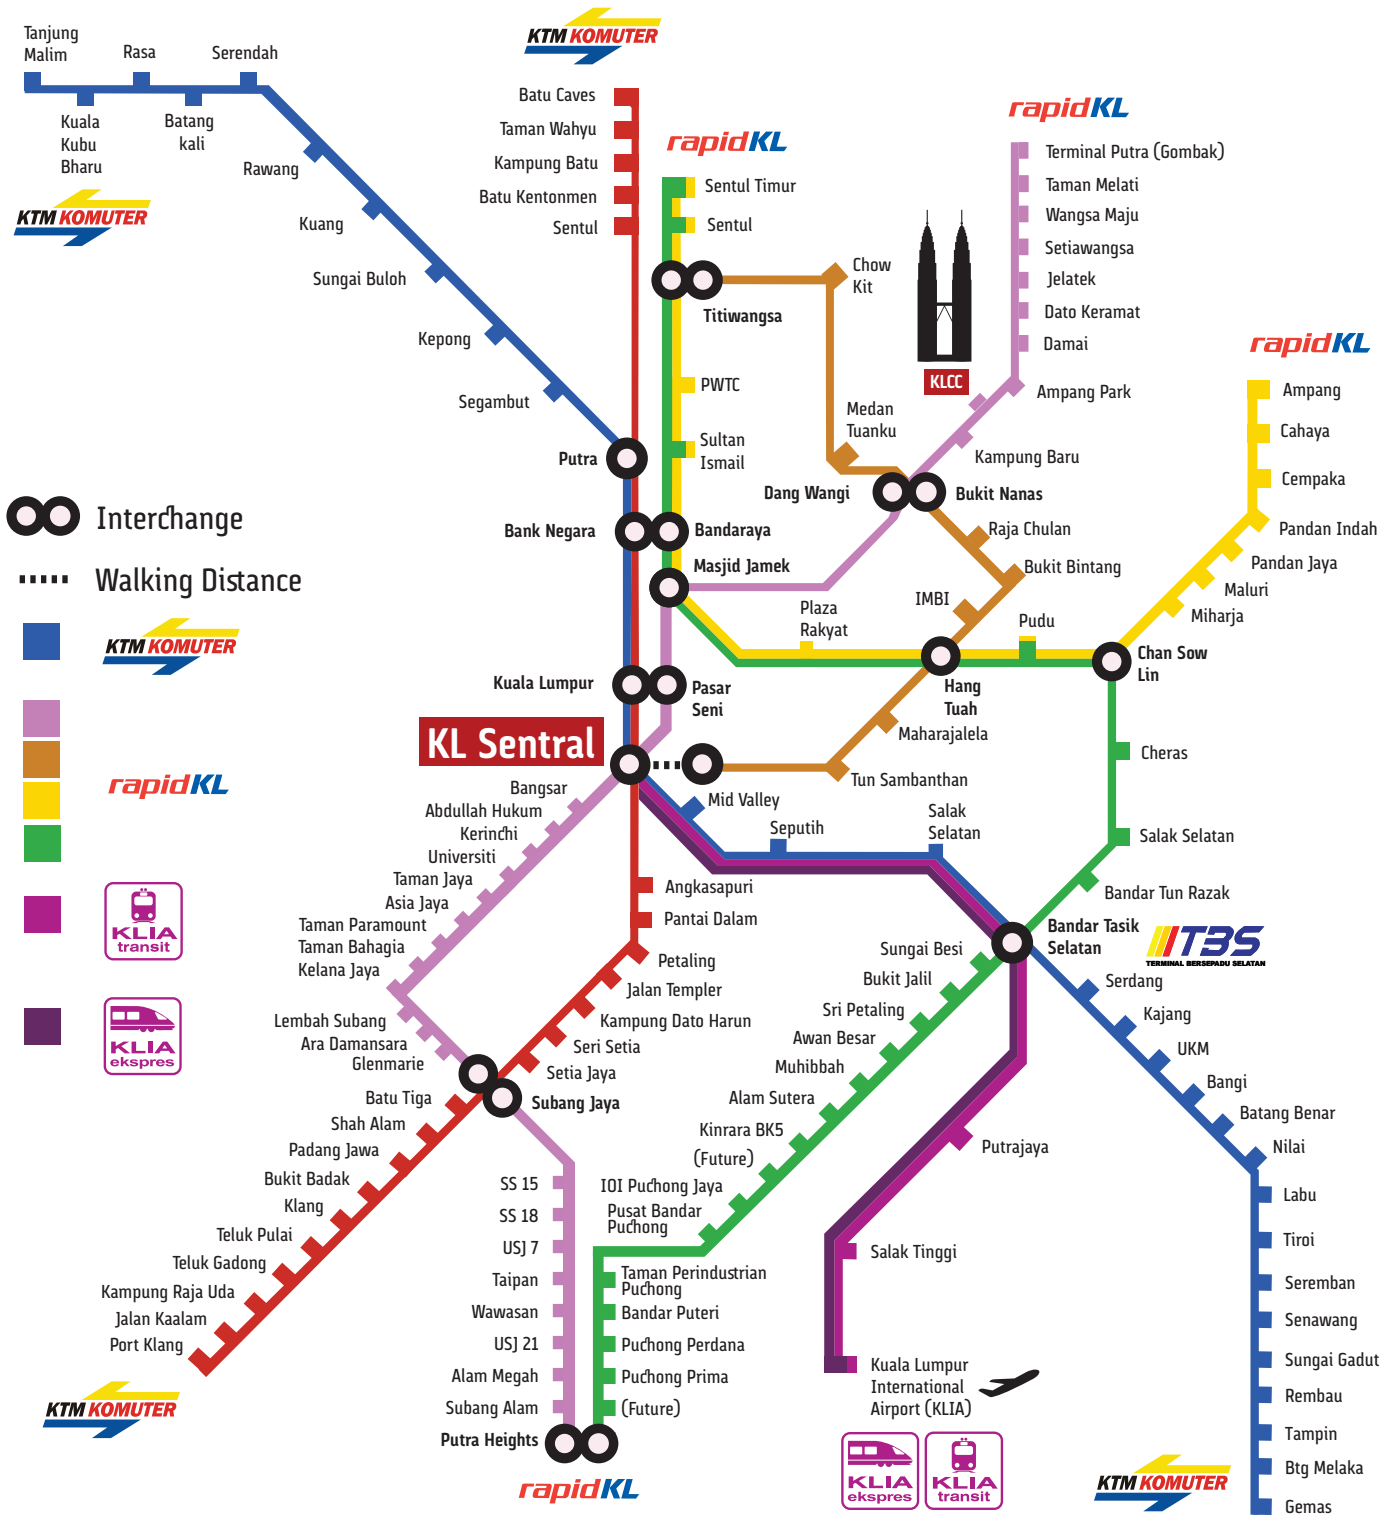 Tanjung
Malim
Rasa
Serendah
Kuala
Kubu
Bharu
Batang
kali
KTM KOMUTER
Rawang
Kuang
Sungai Buloh
Kepong
Segambut
KTM KOMUTER
Batu Caves
Taman Wahyu
Kampung Batu
Batu Kentonmen
Sentul
rapidKL
Sentul Timur
Sentul
Titiwangsa
PWTC
Sultan
Ismail
Chow
Kit
Medan
Tuanku
KLCC
rapidKL
Terminal Putra (Gombak)
Taman Melati
Wangsa Maju
Setiawangsa
Jelatek
Dato Keramat
Damai
Ampang Park
Kampung Baru
Dang Wangi
Bukit Nanas
rapidKL
Ampang
Cahaya
Cempaka
Pandan Indah
Pandan Jaya
Maluri
Miharja
Putra
Bank Negara
Bandaraya
Masjid Jamek
Raja Chulan
Bukit Bintang
IMBI
Plaza
Rakyat
Pudu
Hang
Tuah
Chan Sow
Lin
Interchange
Walking Distance
KTM KOMUTER
rapidKL
KLIA
transit
KLIA
ekspres
Kuala Lumpur
Pasar
Seni
KL Sentral
Maharajalela
Tun Sambanthan
Cheras
Salak Selatan
Bandar Tun Razak
Mid Valley
Seputih
Salak
Selatan
Bandar Tasik
Selatan
TBS
TERMINAL BERSEPADU SELATAN
Bangsar
Abdullah Hukum
Kerinchi
Universiti
Taman Jaya
Asia Jaya
Taman Paramount
Taman Bahagia
Kelana Jaya
Lembah Subang
Ara Damansara
Glenmarie
Angkasapuri
Pantai Dalam
Petaling
Jalan Templer
Kampung Dato Harun
Seri Setia
Setia Jaya
Subang Jaya
Batu Tiga
Shah Alam
Padang Jawa
Bukit Badak
Klang
Teluk Pulai
Teluk Gadong
Kampung Raja Uda
Jalan Kaalam
Port Klang
KTM KOMUTER
SS 15
SS 18
USJ 7
Taipan
Wawasan
USJ 21
Alam Megah
Subang Alam
Putra Heights
rapidKL
Sungai Besi
Bukit Jalil
Sri Petaling
Awan Besar
Muhibbah
Alam Sutera
Kinrara BK5
(Future)
IOI Puchong Jaya
Pusat Bandar
Puchong
Taman Perindustrian
Puchong
Bandar Puteri
Puchong Perdana
Puchong Prima
(Future)
Putrajaya
Salak Tinggi
Kuala Lumpur
International
Airport (KLIA)
KLIA
ekspres
KLIA
transit
Serdang
Kajang
UKM
Bangi
Batang Benar
Nilai
Labu
Tiroi
Seremban
Senawang
Sungai Gadut
Rembau
Tampin
Btg Melaka
Gemas
KTM KOMUTER